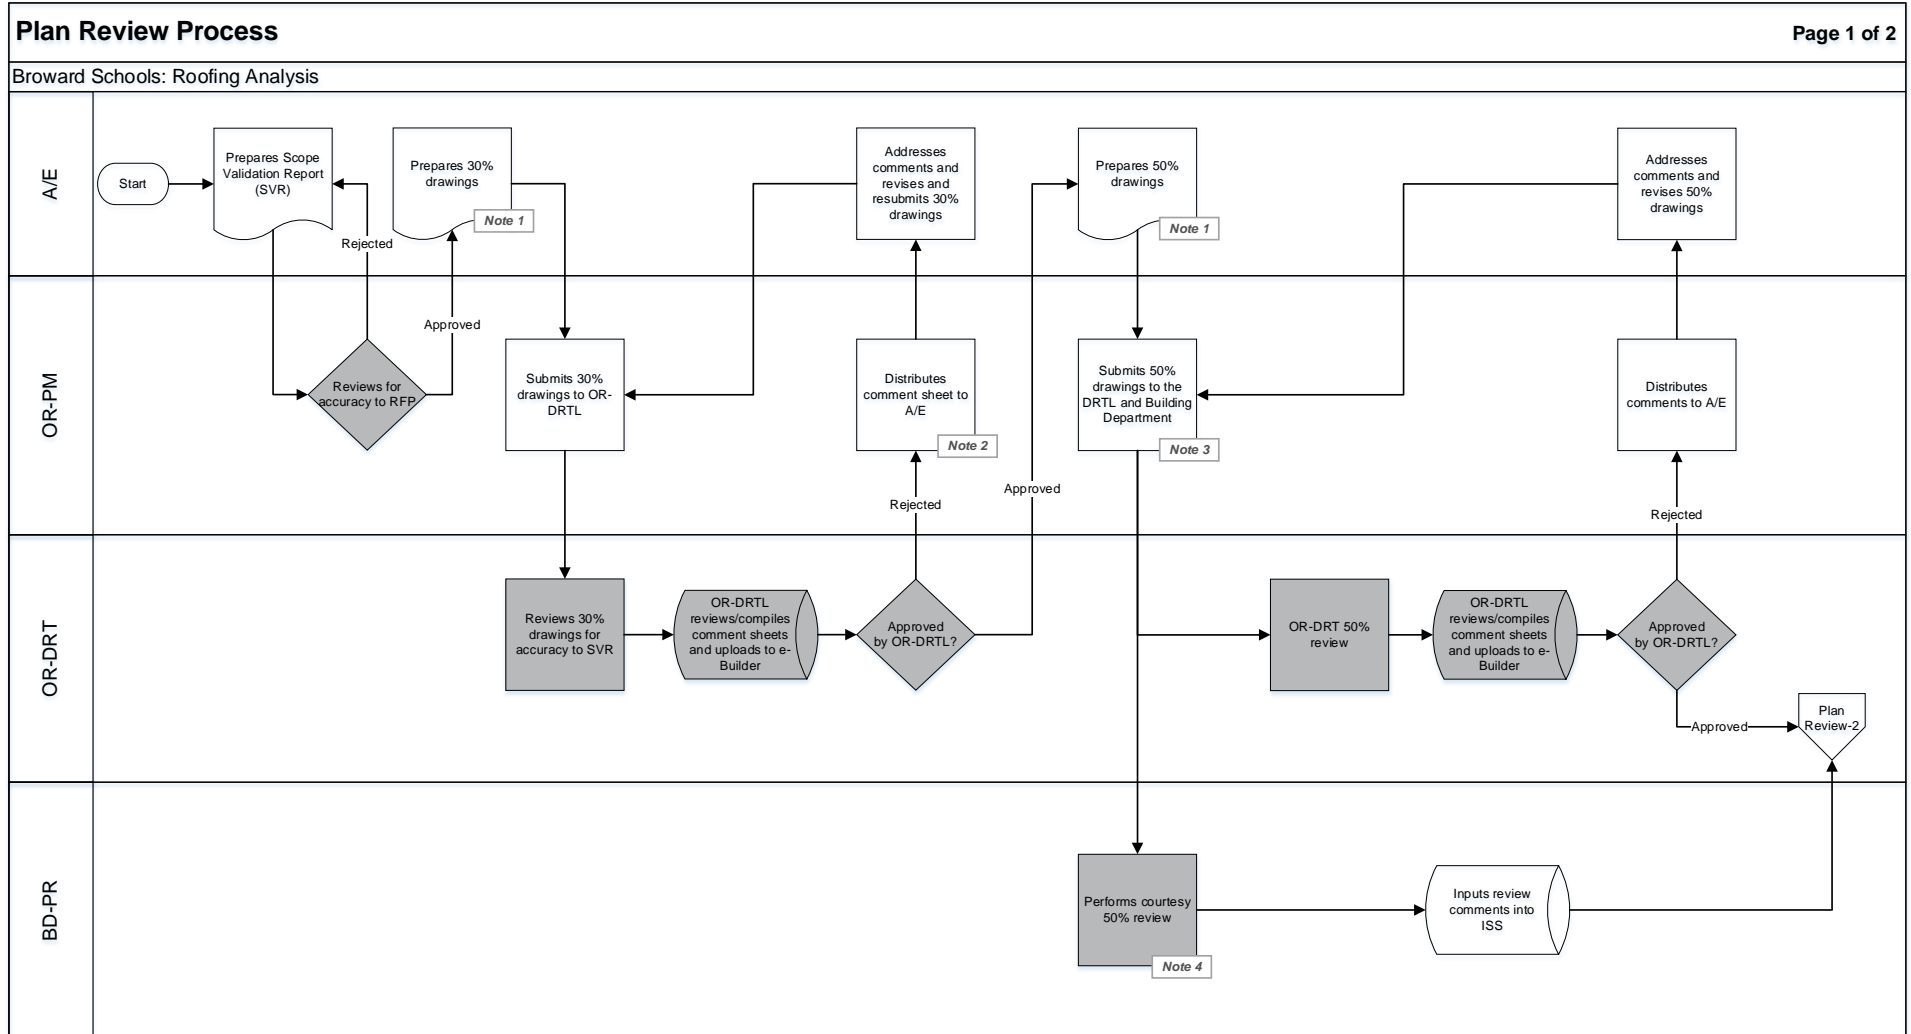 Plan Review Process
Page 1 of 2
Broward Schools: Roofing Analysis
A/E
Start
Prepares Scope
Validation Report
(SVR)
Rejected
Prepares 30%
drawings
Note 1
Addresses
comments and
revises and
resubmits 30%
drawings
Prepares 50%
drawings
Note 1
Addresses
comments and
revises 50%
drawings
OR-PM
Reviews for
accuracy to RFP
Approved
Submits 30%
drawings to OR-
DRTL
Distributes
comment sheet to
A/E
Note 2
Rejected
Approved
Submits 50%
drawings to the
DRTL and Building
Department
Note 3
Distributes
comments to A/E
Rejected
OR-DRT
Reviews 30%
drawings for
accuracy to SVR
OR-DRTL
reviews/compiles
comment sheets
and uploads to e-
Builder
Approved
by OR-DRTL?
OR-DRT 50%
review
OR-DRTL
reviews/compiles
comment sheets
and uploads to e-
Builder
Approved
by OR-DRTL?
Approved
Plan
Review-2
BD-PR
Performs courtesy
50% review
Note 4
Inputs review
comments into
ISS